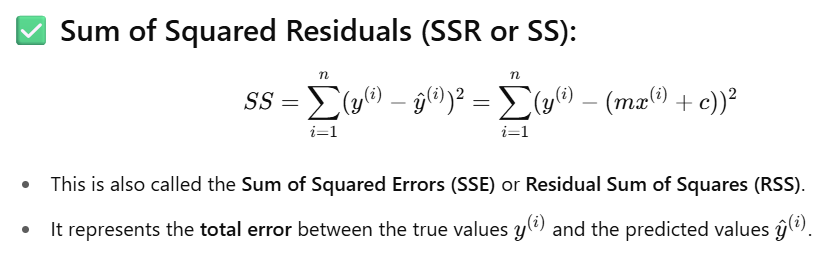 ✅ Sum of Squared Residuals (SSR or SS):
$SS = \sum_{i=1}^{n} (y^{(i)} - \hat{y}^{(i)})^2 = \sum_{i=1}^{n} (y^{(i)} - (mx^{(i)} + c))^2$
• This is also called the Sum of Squared Errors (SSE) or Residual Sum of Squares (RSS).
• It represents the total error between the true values $y^{(i)}$ and the predicted values $\hat{y}^{(i)}$.